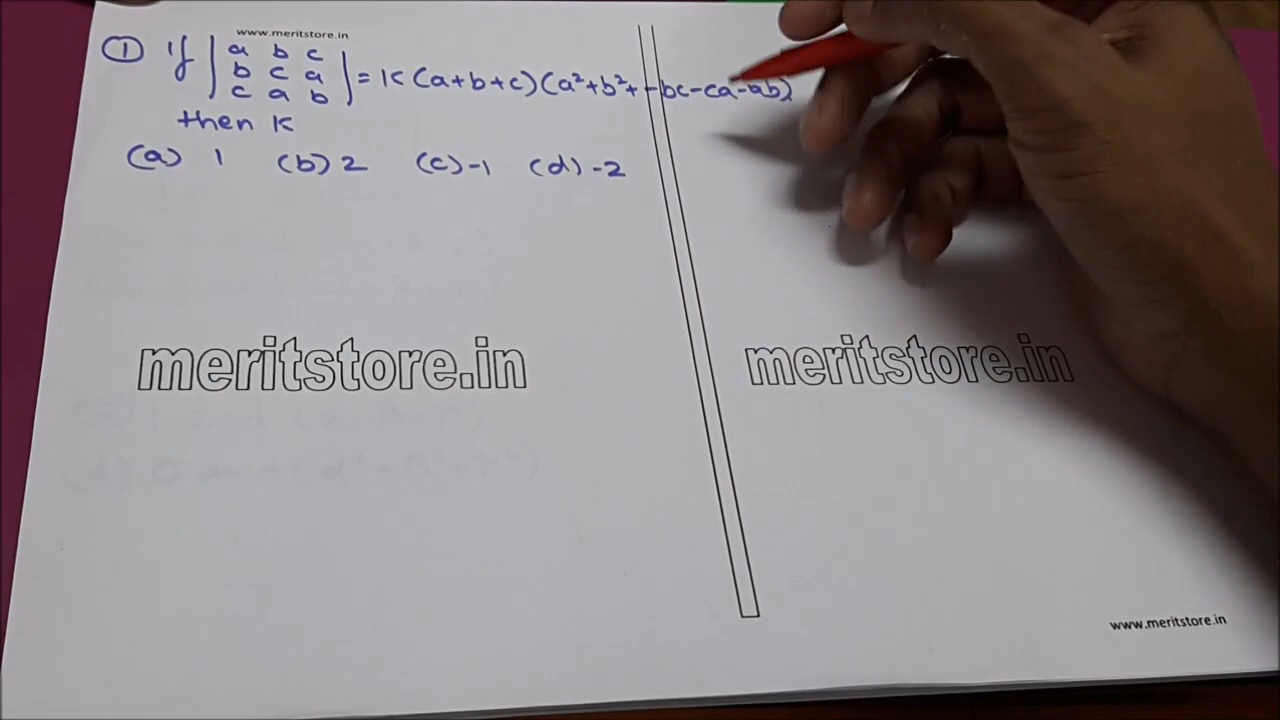 www.meritstore.in
① If | a b c |
| b c a | = K (a+b+c) (a²+b²+ -bc-ca-ab)
| c a b |
then K
(a) 1 (b) 2 (c) -1 (d) -2
meritstore.in meritstore.in
www.meritstore.in